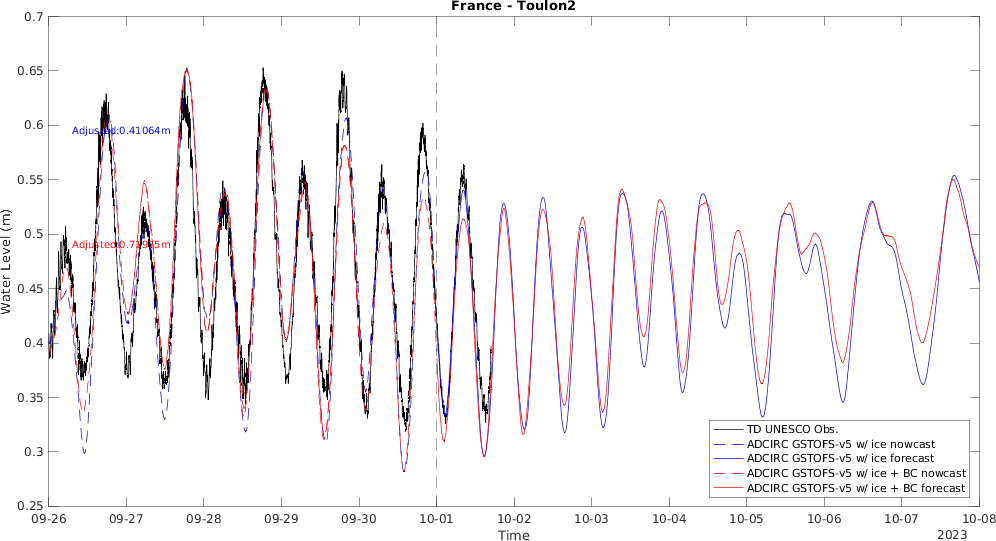 France - Toulon2
Water Level (m)
0.7
0.65
0.6
0.55
0.5
0.45
0.4
0.35
0.3
0.25
Adjusted:0.41064m
TD UNESCO Obs.
ADCIRC GSTOFS-v5 w/ ice nowcast
ADCIRC GSTOFS-v5 w/ ice forecast
ADCIRC GSTOFS-v5 w/ ice + BC nowcast
ADCIRC GSTOFS-v5 w/ ice + BC forecast
09-26 09-27 09-28 09-29 09-30 10-01 10-02 10-03 10-04 10-05 10-06 10-07 10-08
Time
2023